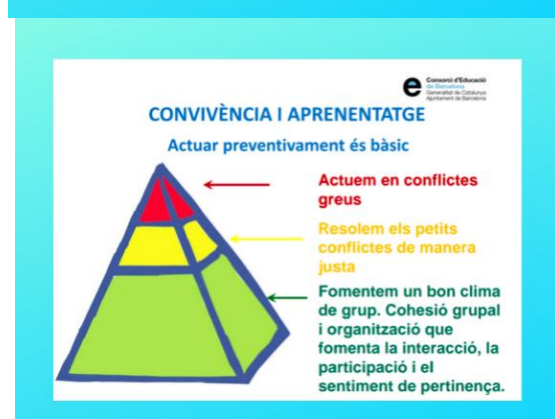 Consorci d'Educació
de Barcelona
Generalitat de Catalunya
Ajuntament de Barcelona
CONVIVÈNCIA I APRENENTATGE
Actuar preventivament és bàsic
Actuem en conflictes
greus
Resolem els petits
conflictes de manera
justa
Fomentem un bon clima
de grup. Cohesió grupal
i organització que
fomenta la interacció, la
participació i el
sentiment de pertinença.